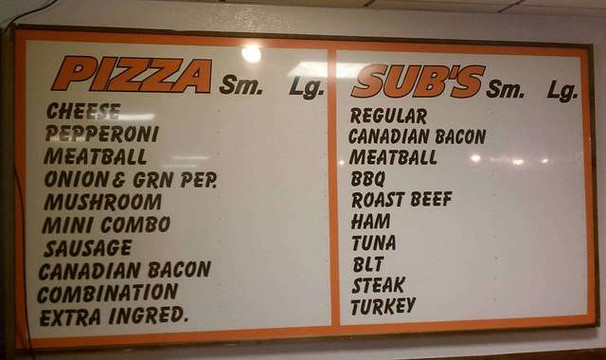 PIZZA Sm. Lg.
CHEESE
PEPPERONI
MEATBALL
ONION & GRN PEP.
MUSHROOM
MINI COMBO
SAUSAGE
CANADIAN BACON
COMBINATION
EXTRA INGRED.
SUB'S Sm. Lg.
REGULAR
CANADIAN BACON
MEATBALL
BBQ
ROAST BEEF
HAM
TUNA
BLT
STEAK
TURKEY